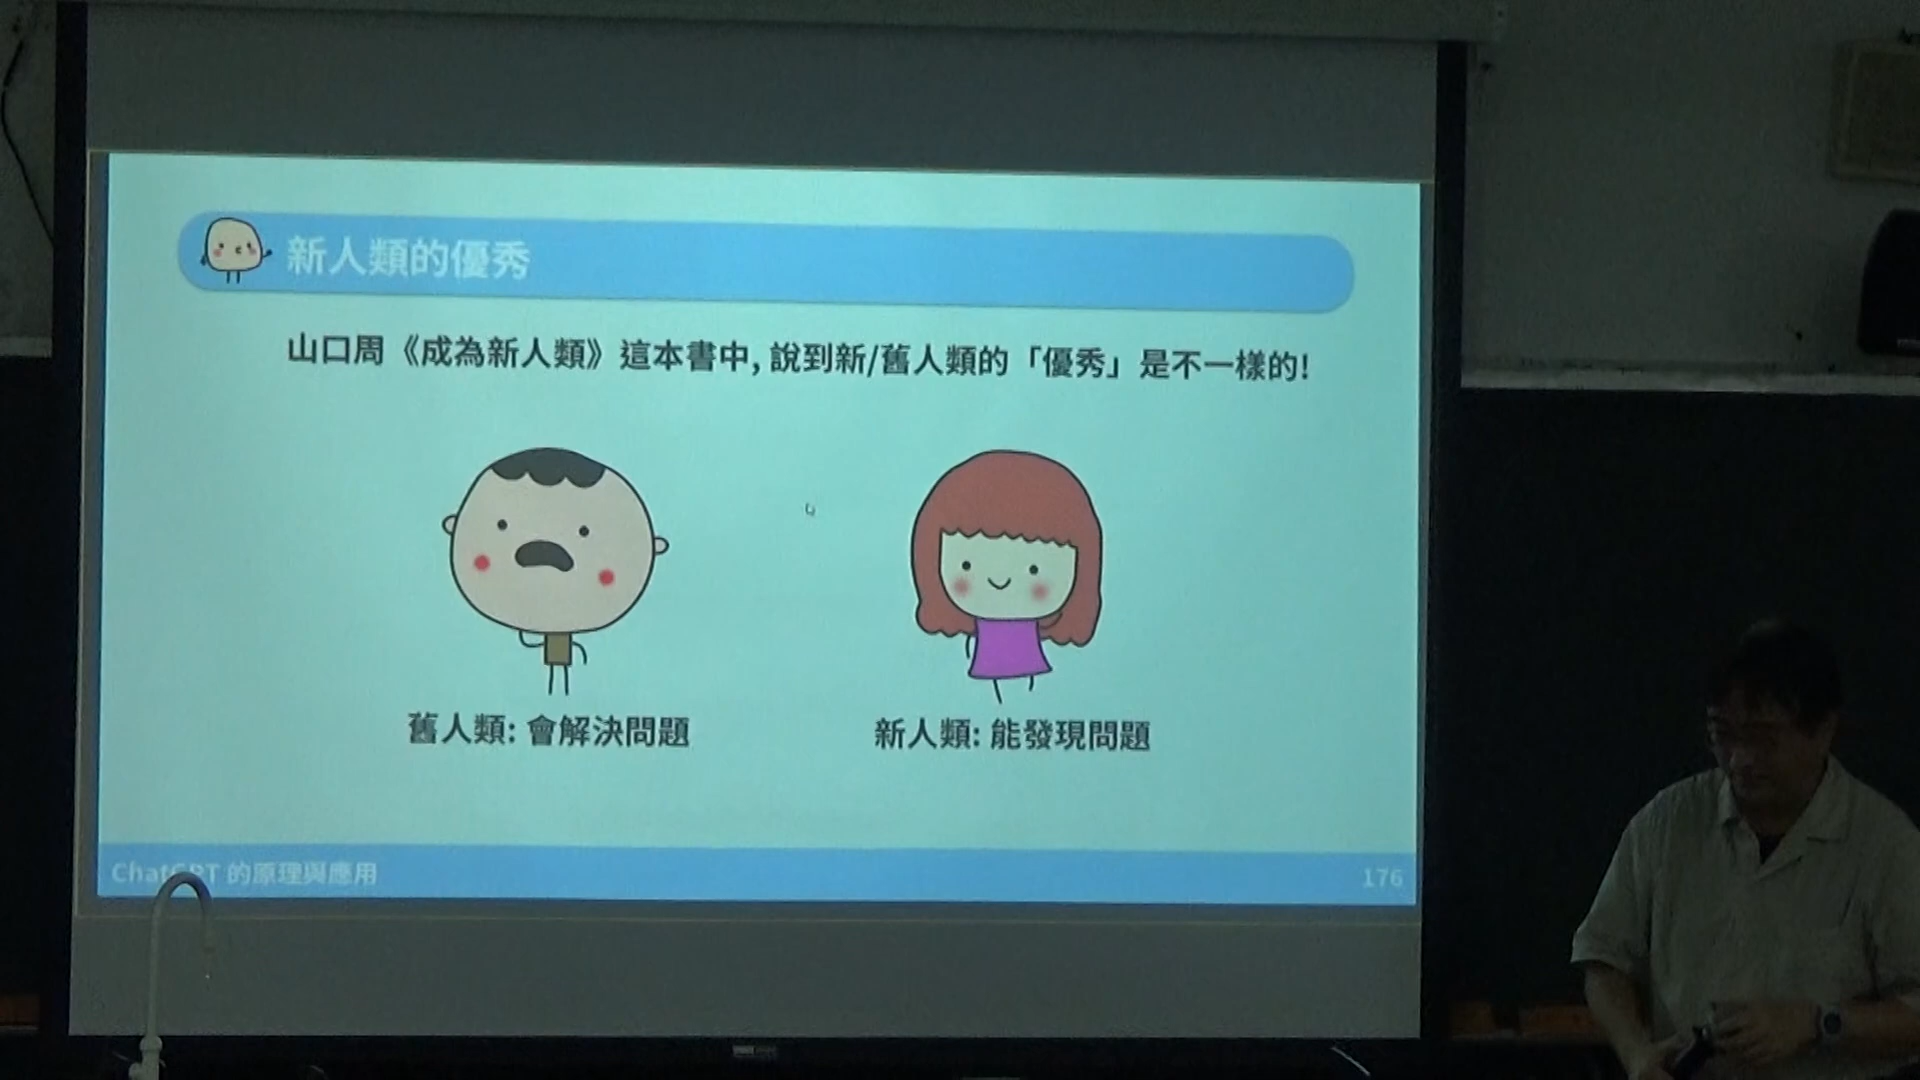 新人類的優秀
山口周《成為新人類》這本書中, 說到新/舊人類的「優秀」是不一樣的!
舊人類: 會解決問題
新人類: 能發現問題
ChatGPT 的原理與應用
176